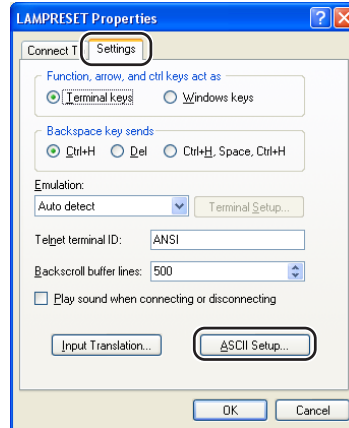 LAMPRESET Properties
Connect T Settings
Function, arrow, and ctrl keys act as
Terminal keys Windows keys
Backspace key sends
Ctrl+H Del Ctrl+H, Space, Ctrl+H
Emulation:
Auto detect Terminal Setup...
Telnet terminal ID: ANSI
Backscroll buffer lines: 500
Play sound when connecting or disconnecting
Input Translation... ASCII Setup...
OK Cancel